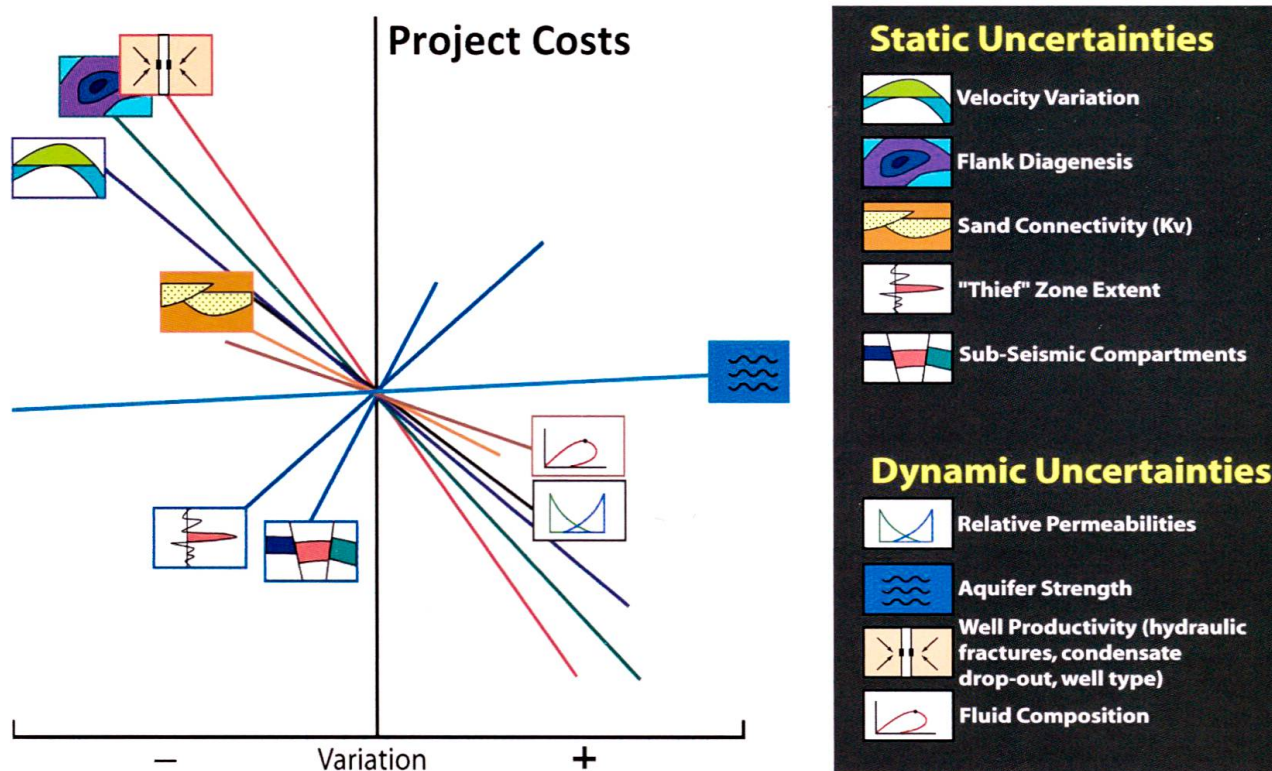 Project Costs
− Variation +
Static Uncertainties
Velocity Variation
Flank Diagenesis
Sand Connectivity (Kv)
"Thief" Zone Extent
Sub-Seismic Compartments
Dynamic Uncertainties
Relative Permeabilities
Aquifer Strength
Well Productivity (hydraulic
fractures, condensate
drop-out, well type)
Fluid Composition